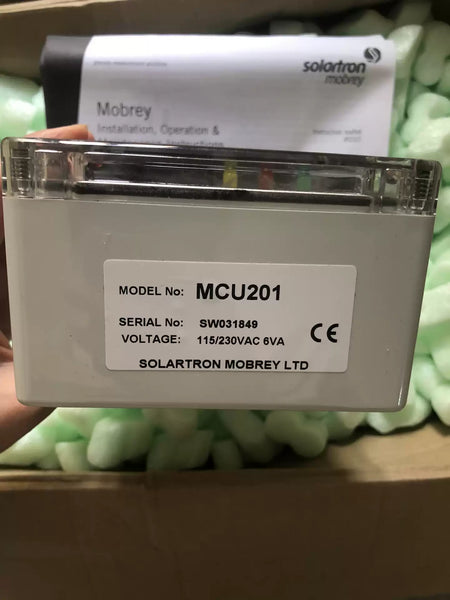 solartron
mobrey
Mobrey
Installation, Operation &
MODEL No: MCU201
SERIAL No: SW031849
VOLTAGE: 115/230VAC 6VA
CE
SOLARTRON MOBREY LTD